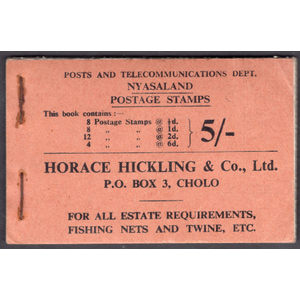 POSTS AND TELECOMMUNICATIONS DEPT.
NYASALAND
POSTAGE STAMPS
This book contains :—
8 Postage Stamps @ ½d.
8 " " @ 1d.
12 " " @ 2d.
4 " " @ 6d.
5/-
HORACE HICKLING & Co., Ltd.
P.O. BOX 3, CHOLO
FOR ALL ESTATE REQUIREMENTS,
FISHING NETS AND TWINE, ETC.